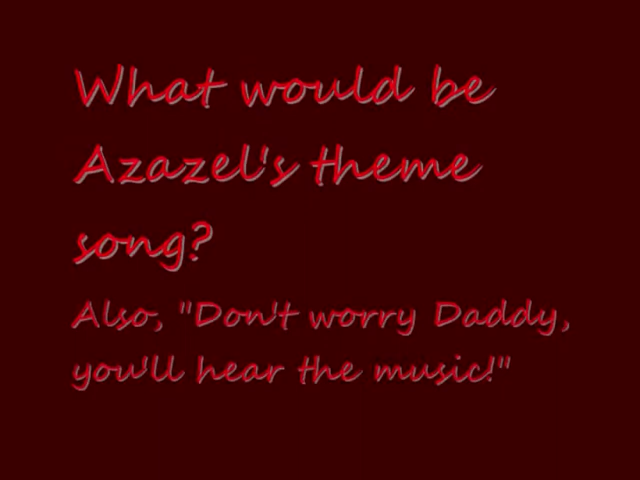 What would be
Azazel's theme
song?
Also, "Don't worry Daddy,
you'll hear the music!"